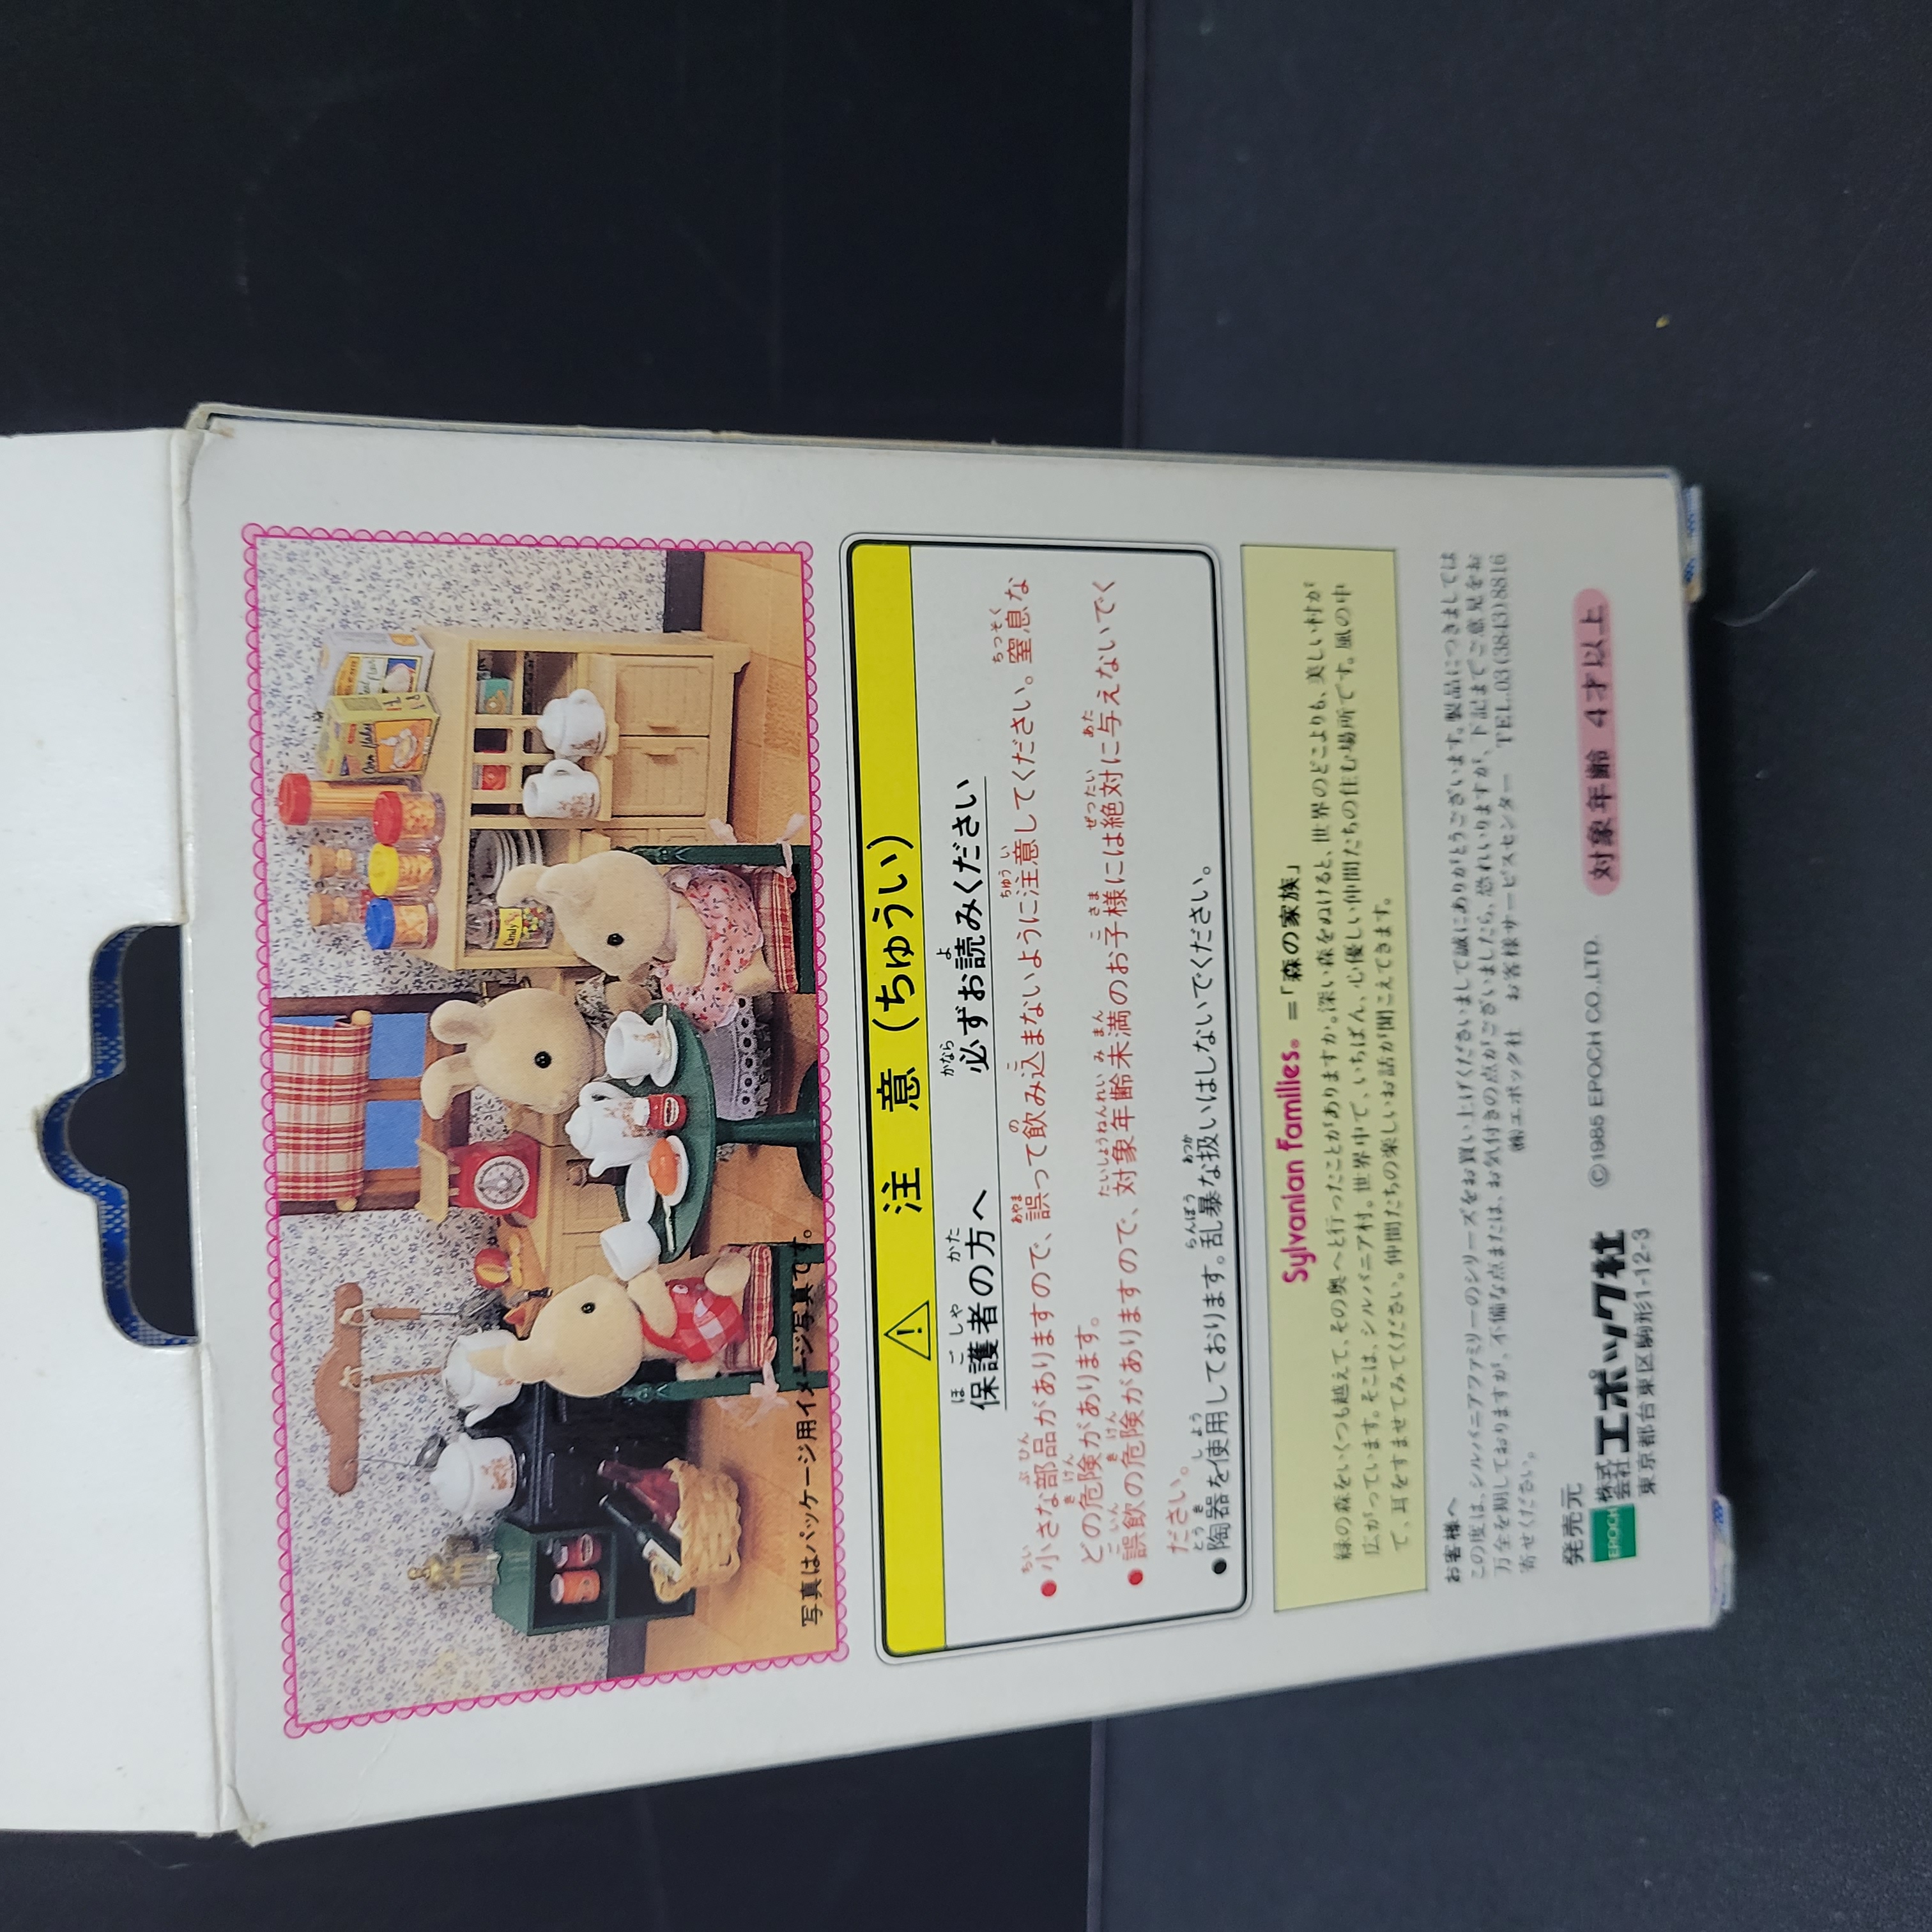 Candy
写真はパッケージ用イメージ写真です。
注 意 (ちゅうい)
保護者の方へ 必ずお読みください
●小さな部品がありますので、誤って飲み込まないように注意してください。窒息な
どの危険があります。
●誤飲の危険がありますので、対象年齢未満のお子様には絶対に与えないでく
ださい。
●陶器を使用しております。乱暴な扱いはしないでください。
Sylvanian Families® =「森の家族」
緑の森をいくつも越えて、その奥へと行ったことがありますか。深い森をぬけると、世界のどこよりも、美しい村が
広がっています。そこは、シルバニア村。世界中で、いちばん、心優しい仲間たちの住む場所です。風の中
で、耳をすませてみてください。仲間たちの楽しいお話が聞こえてきます。
お客様へ
この度は、シルバニアファミリーのシリーズをお買い上げくださいまして誠にありがとうございます。製品につきましては
万全を期しておりますが、不備な点または、お気付きの点がございましたら、恐れいりますが、下記までご意見をお
寄せください。
㈱エポック社 お客様サービスセンター TEL.03(3843)8816
発売元
EPOCH 株式会社 エポック社 ©1985 EPOCH CO.,LTD. 対象年齢 4才以上
東京都台東区駒形1-12-3